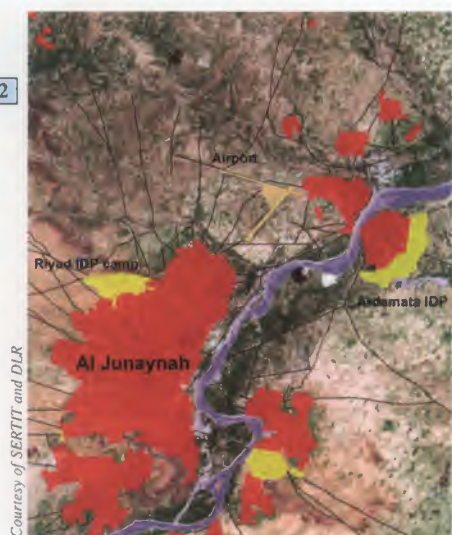 2
Airport
Riyad IDP camp
Ardamata IDP
Al Junaynah
Courtesy of SERTIT and DLR